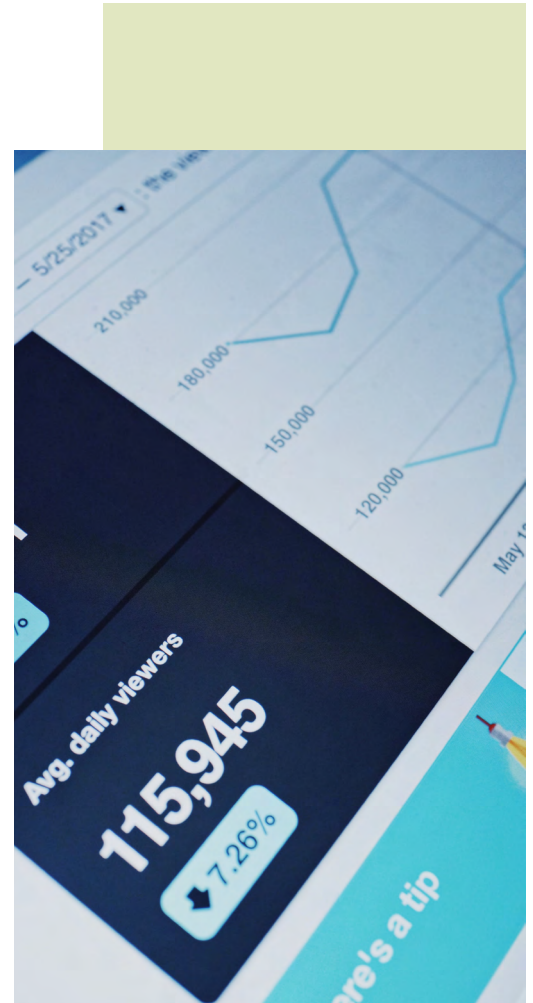 – 5/25/2017
: the
210,000
180,000
150,000
120,000
May
%
Avg. daily viewers
115,945
7.26%
a tip